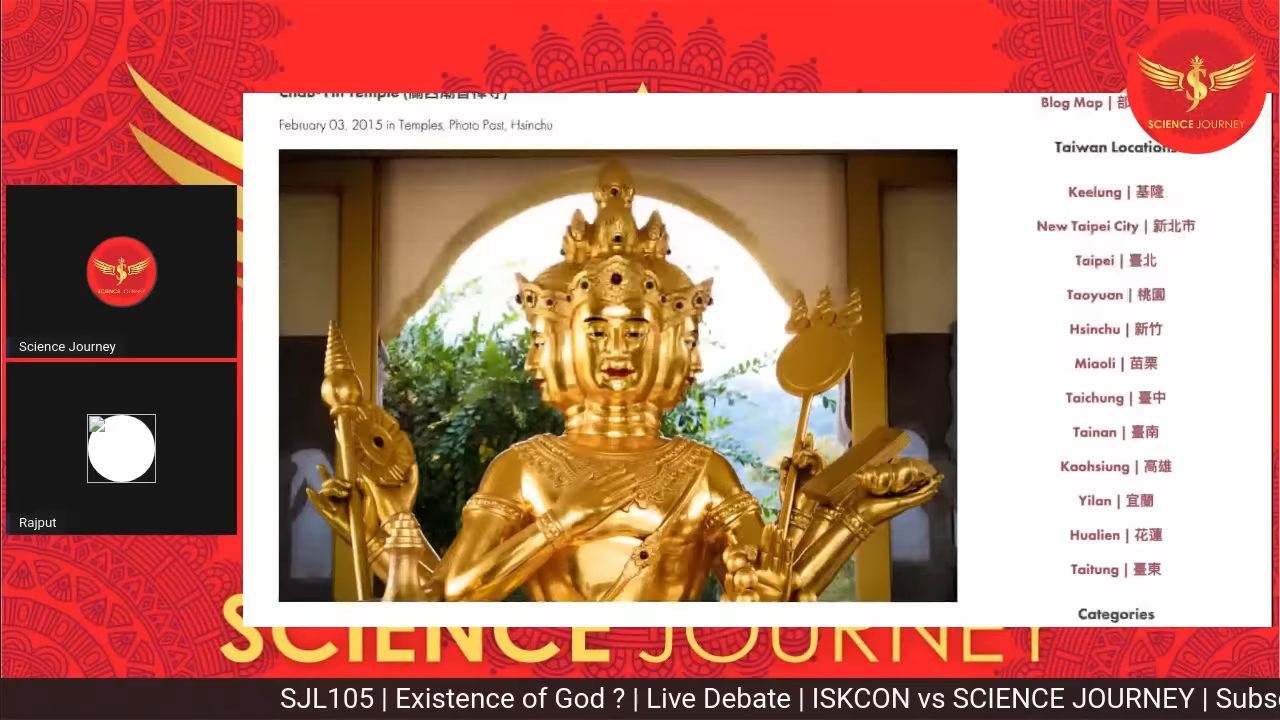 February 03, 2015 in Temples, Photo Post, Hsinchu
Blog Map |
Taiwan Locations
Keelung | 基隆
New Taipei City | 新北市
Taipei | 臺北
Taoyuan | 桃園
Hsinchu | 新竹
Miaoli | 苗栗
Taichung | 臺中
Tainan | 臺南
Kaohsiung | 高雄
Yilan | 宜蘭
Hualien | 花蓮
Taitung | 臺東
Categories
SCIENCE JOURNEY
SCIENCE JOURNEY
Science Journey
Rajput
SCIENCE JOURNEY
SJL105 | Existence of God ? | Live Debate | ISKCON vs SCIENCE JOURNEY | Subs